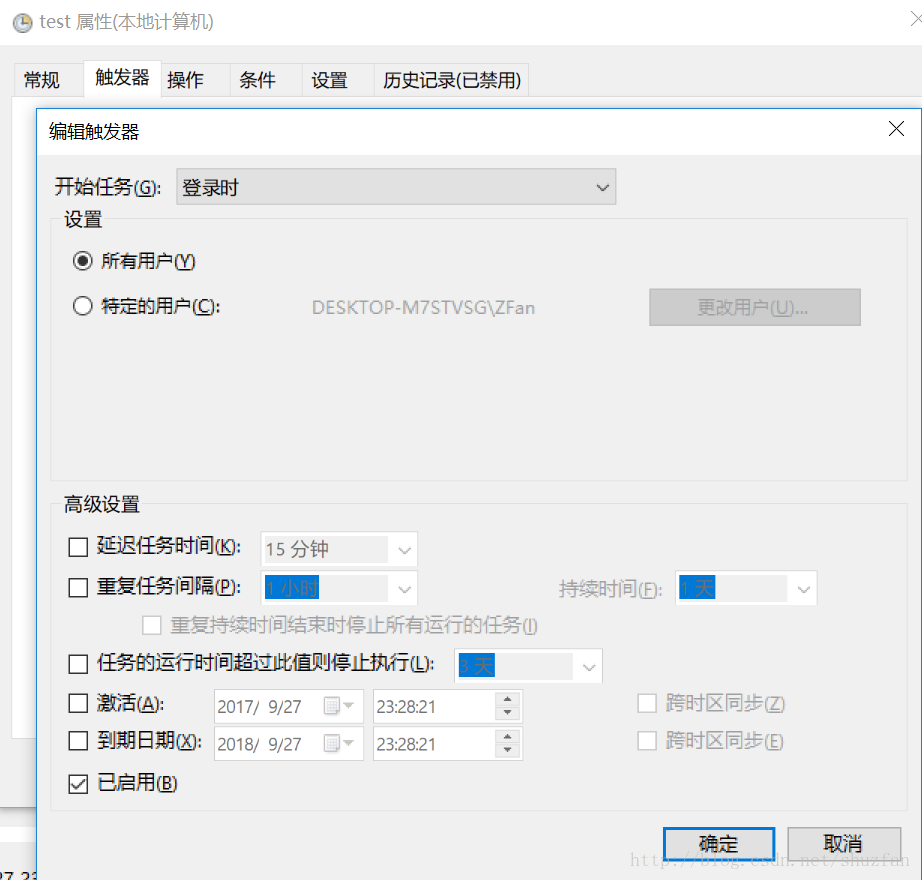 test 属性(本地计算机)
常规 触发器 操作 条件 设置 历史记录(已禁用)
编辑触发器
开始任务(G): 登录时
设置
所有用户(Y)
特定的用户(C): DESKTOP-M7STVSG\ZFan 更改用户(U)...
高级设置
延迟任务时间(K): 15 分钟
重复任务间隔(P): 1 小时 持续时间(F): 1 天
重复持续时间结束时停止所有运行的任务(I)
任务的运行时间超过此值则停止执行(L): 3 天
激活(A): 2017/ 9/27 23:28:21 跨时区同步(Z)
到期日期(X): 2018/ 9/27 23:28:21 跨时区同步(E)
已启用(B)
确定 取消
http://blog.csdn.net/shuzfan